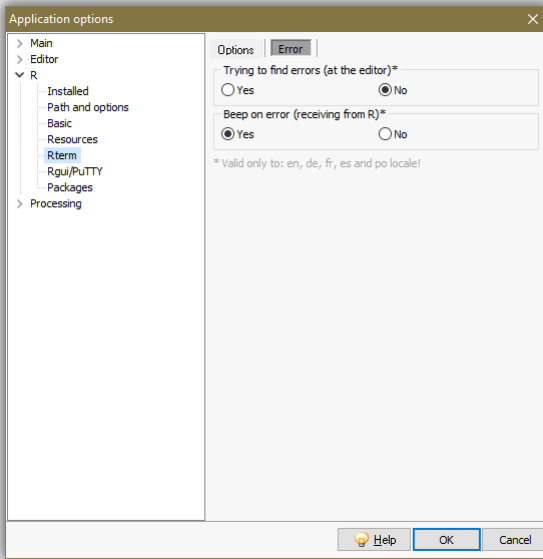 Application options
Main
Editor
R
Installed
Path and options
Basic
Resources
Rterm
Rgui/PuTTY
Packages
Processing
Options
Error
Trying to find errors (at the editor)*
Yes
No
Beep on error (receiving from R)*
Yes
No
* Valid only to: en, de, fr, es and po locale!
Help
OK
Cancel